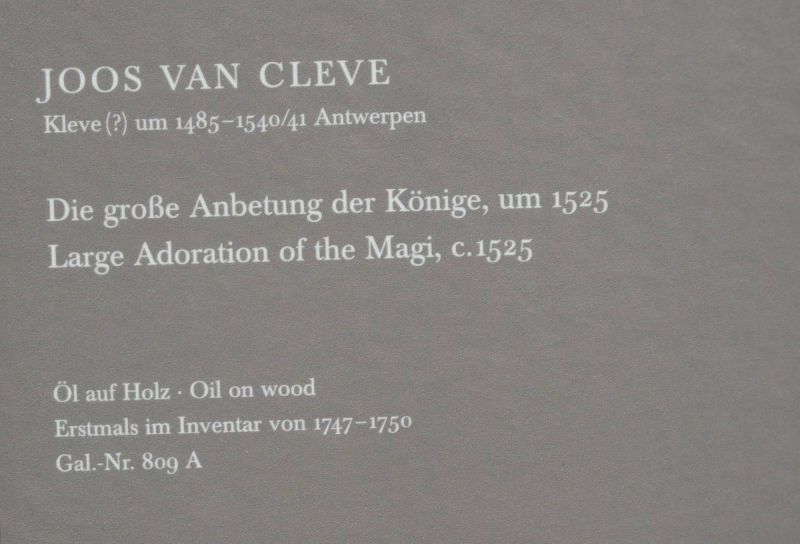 JOOS VAN CLEVE
Kleve (?) um 1485–1540/41 Antwerpen
Die große Anbetung der Könige, um 1525
Large Adoration of the Magi, c. 1525
Öl auf Holz · Oil on wood
Erstmals im Inventar von 1747–1750
Gal.-Nr. 809 A